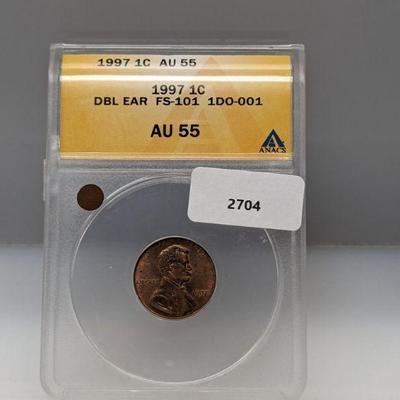 1997 1C AU 55
1997 1C
DBL EAR FS-101 1DO-001
AU 55
ANACS
2704